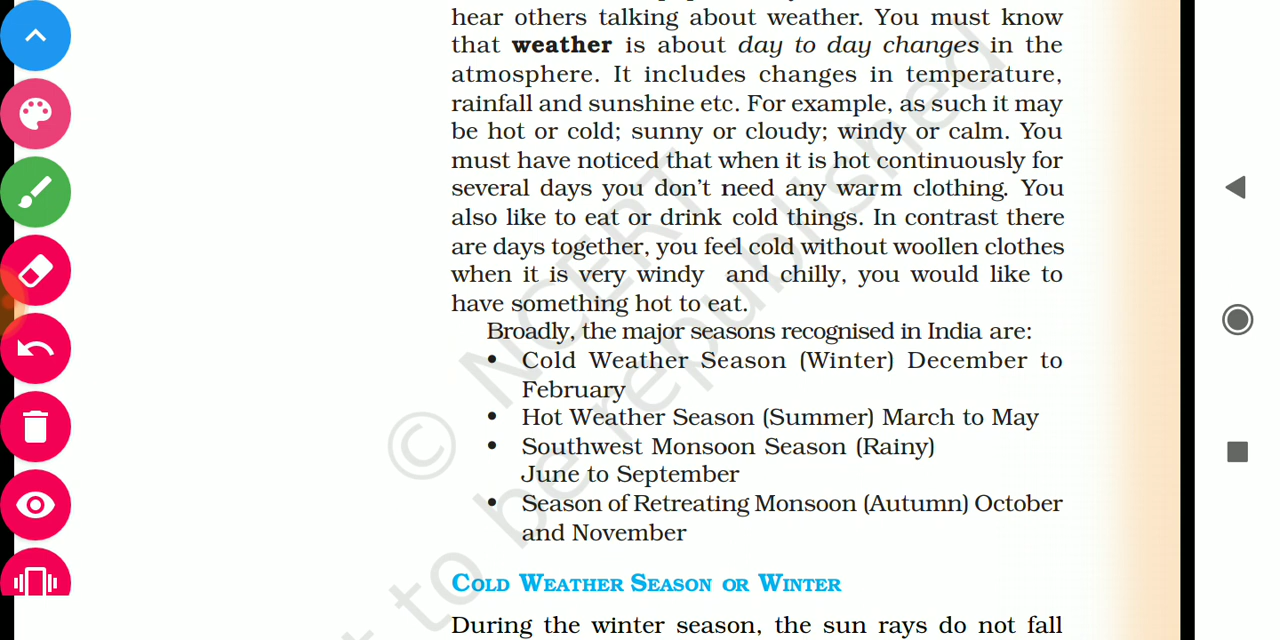 hear others talking about weather. You must know
that weather is about day to day changes in the
atmosphere. It includes changes in temperature,
rainfall and sunshine etc. For example, as such it may
be hot or cold; sunny or cloudy; windy or calm. You
must have noticed that when it is hot continuously for
several days you don't need any warm clothing. You
also like to eat or drink cold things. In contrast there
are days together, you feel cold without woollen clothes
when it is very windy and chilly, you would like to
have something hot to eat.
Broadly, the major seasons recognised in India are:
• Cold Weather Season (Winter) December to
February
• Hot Weather Season (Summer) March to May
• Southwest Monsoon Season (Rainy)
June to September
• Season of Retreating Monsoon (Autumn) October
and November
COLD WEATHER SEASON OR WINTER
During the winter season, the sun rays do not fall
© NCERT
to be republished